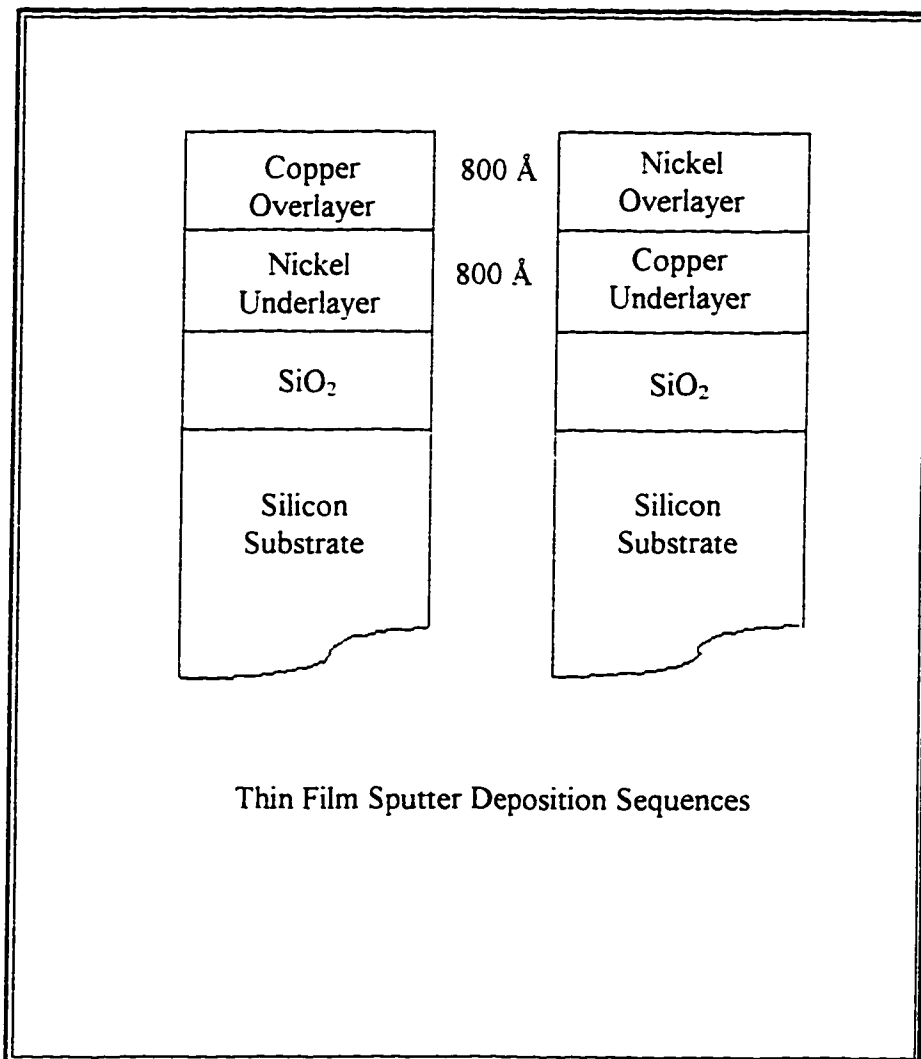 Copper
Overlayer
800 Å
Nickel
Overlayer
Nickel
Underlayer
800 Å
Copper
Underlayer
SiO₂
SiO₂
Silicon
Substrate
Silicon
Substrate
Thin Film Sputter Deposition Sequences